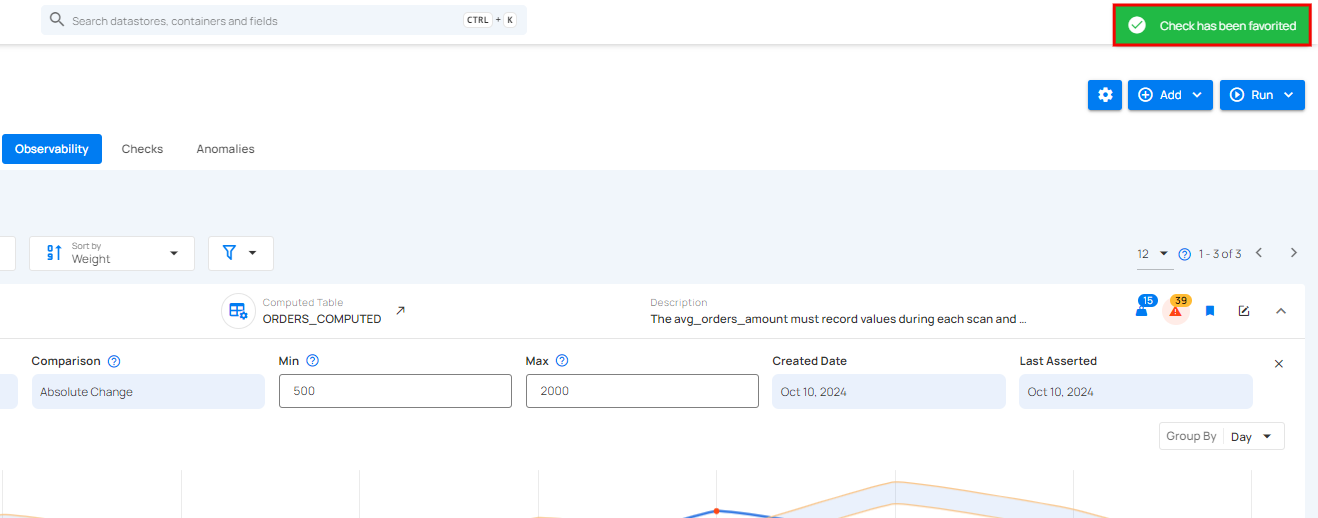 Search datastores, containers and fields
CTRL + K
Check has been favorited
Add
Run
Observability
Checks
Anomalies
Sort by
Weight
12
1 - 3 of 3
Computed Table
ORDERS_COMPUTED
Description
The avg_orders_amount must record values during each scan and ...
15
39
Comparison
Min
Max
Created Date
Last Asserted
Absolute Change
500
2000
Oct 10, 2024
Oct 10, 2024
Group By
Day